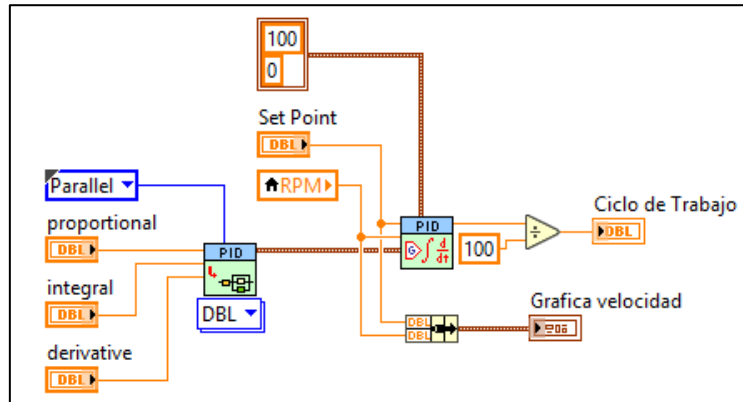 100
0
Set Point
DBL
RPM
Parallel
proportional
DBL
integral
DBL
derivative
DBL
PID
DBL
PID
G ∫ d/dt
100
÷
Ciclo de Trabajo
DBL
DBL
DBL
Grafica velocidad